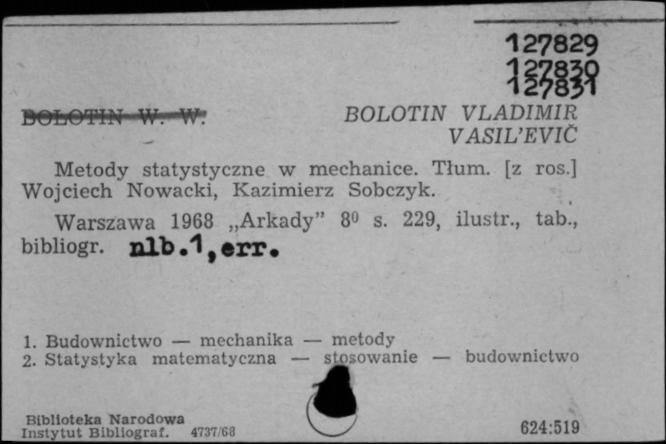 127829
127830
127831
BOLOTIN W. W. BOLOTIN VLADIMIR
VASIL'EVIČ
Metody statystyczne w mechanice. Tłum. [z ros.]
Wojciech Nowacki, Kazimierz Sobczyk.
Warszawa 1968 „Arkady” 8⁰ s. 229, ilustr., tab.,
bibliogr. nlb.1,err.
1. Budownictwo — mechanika — metody
2. Statystyka matematyczna — stosowanie — budownictwo
Biblioteka Narodowa
Instytut Bibliograf. 4737/68 624:519